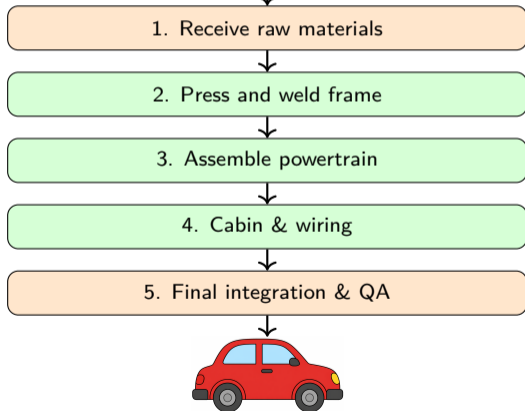 1. Receive raw materials
2. Press and weld frame
3. Assemble powertrain
4. Cabin & wiring
5. Final integration & QA